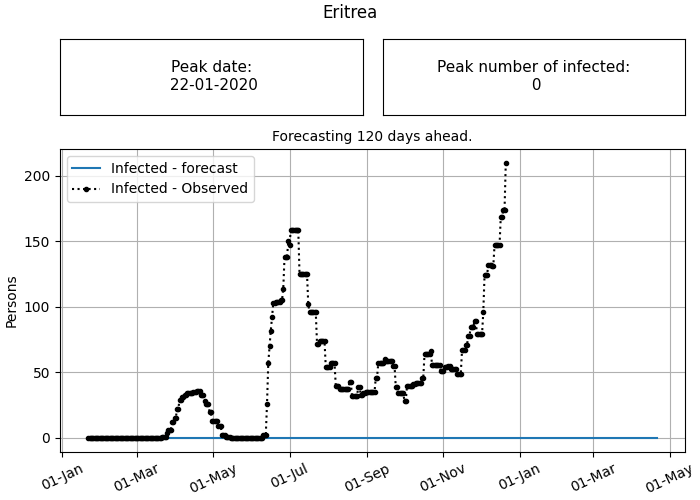 Eritrea
Peak date:
22-01-2020
Peak number of infected:
0
Forecasting 120 days ahead.
Infected - forecast
Infected - Observed
200
150
100
50
0
Persons
01-Jan
01-Mar
01-May
01-Jul
01-Sep
01-Nov
01-Jan
01-Mar
01-May